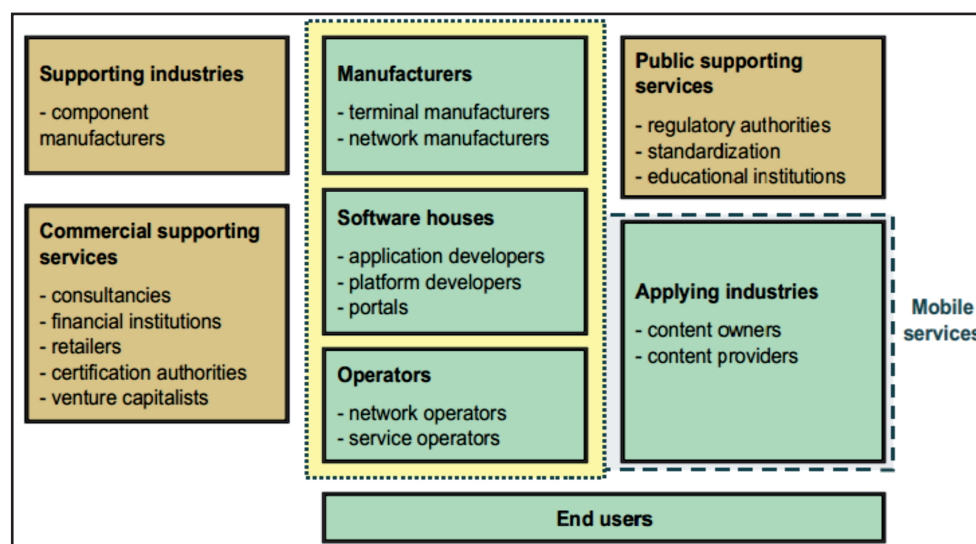 Supporting industries
- component
manufacturers
Commercial supporting
services
- consultancies
- financial institutions
- retailers
- certification authorities
- venture capitalists
Manufacturers
- terminal manufacturers
- network manufacturers
Software houses
- application developers
- platform developers
- portals
Operators
- network operators
- service operators
Public supporting
services
- regulatory authorities
- standardization
- educational institutions
Applying industries
- content owners
- content providers
Mobile
services
End users